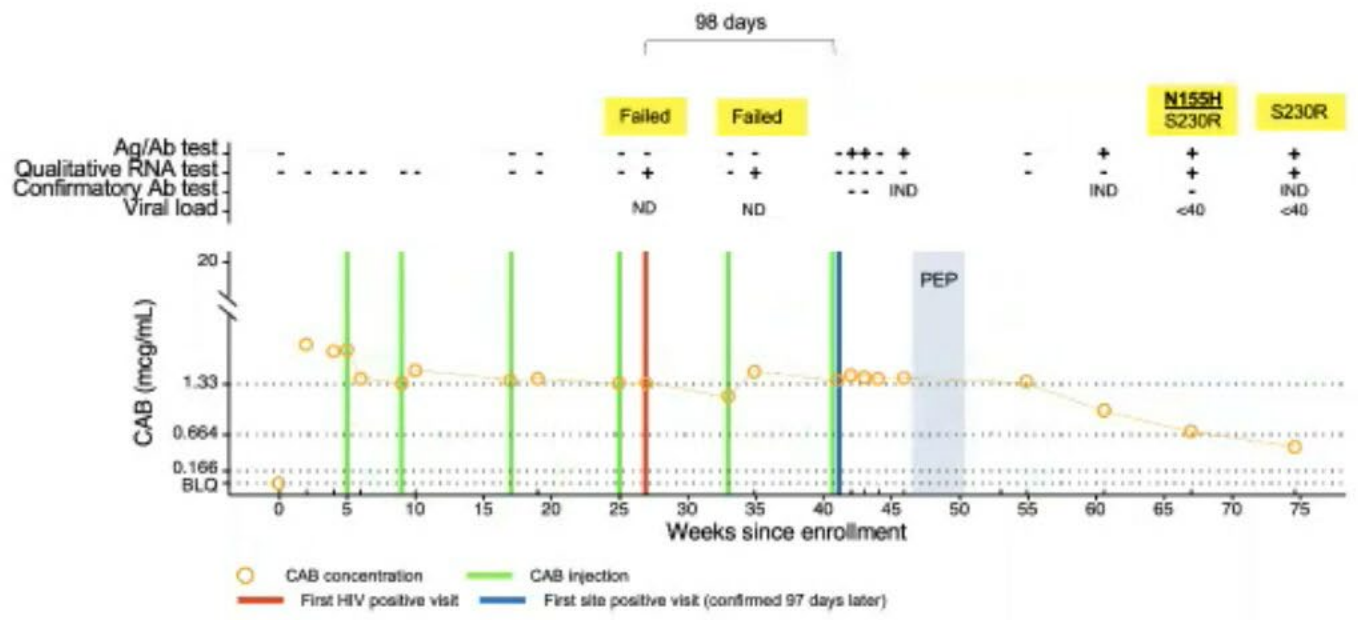 98 days
Failed Failed N155H S230R
S230R
Ag/Ab test - - - - - - - - + + - + - + + +
Qualitative RNA test - - - - - - - - - - + - + - - - - - - - + +
Confirmatory Ab test - - IND IND - IND
Viral load ND ND <40 <40
20
PEP
CAB (mcg/mL)
1.33
0.664
0.166
BLQ
0 5 10 15 20 25 30 35 40 45 50 55 60 65 70 75
Weeks since enrollment
CAB concentration CAB injection
First HIV positive visit First site positive visit (confirmed 97 days later)